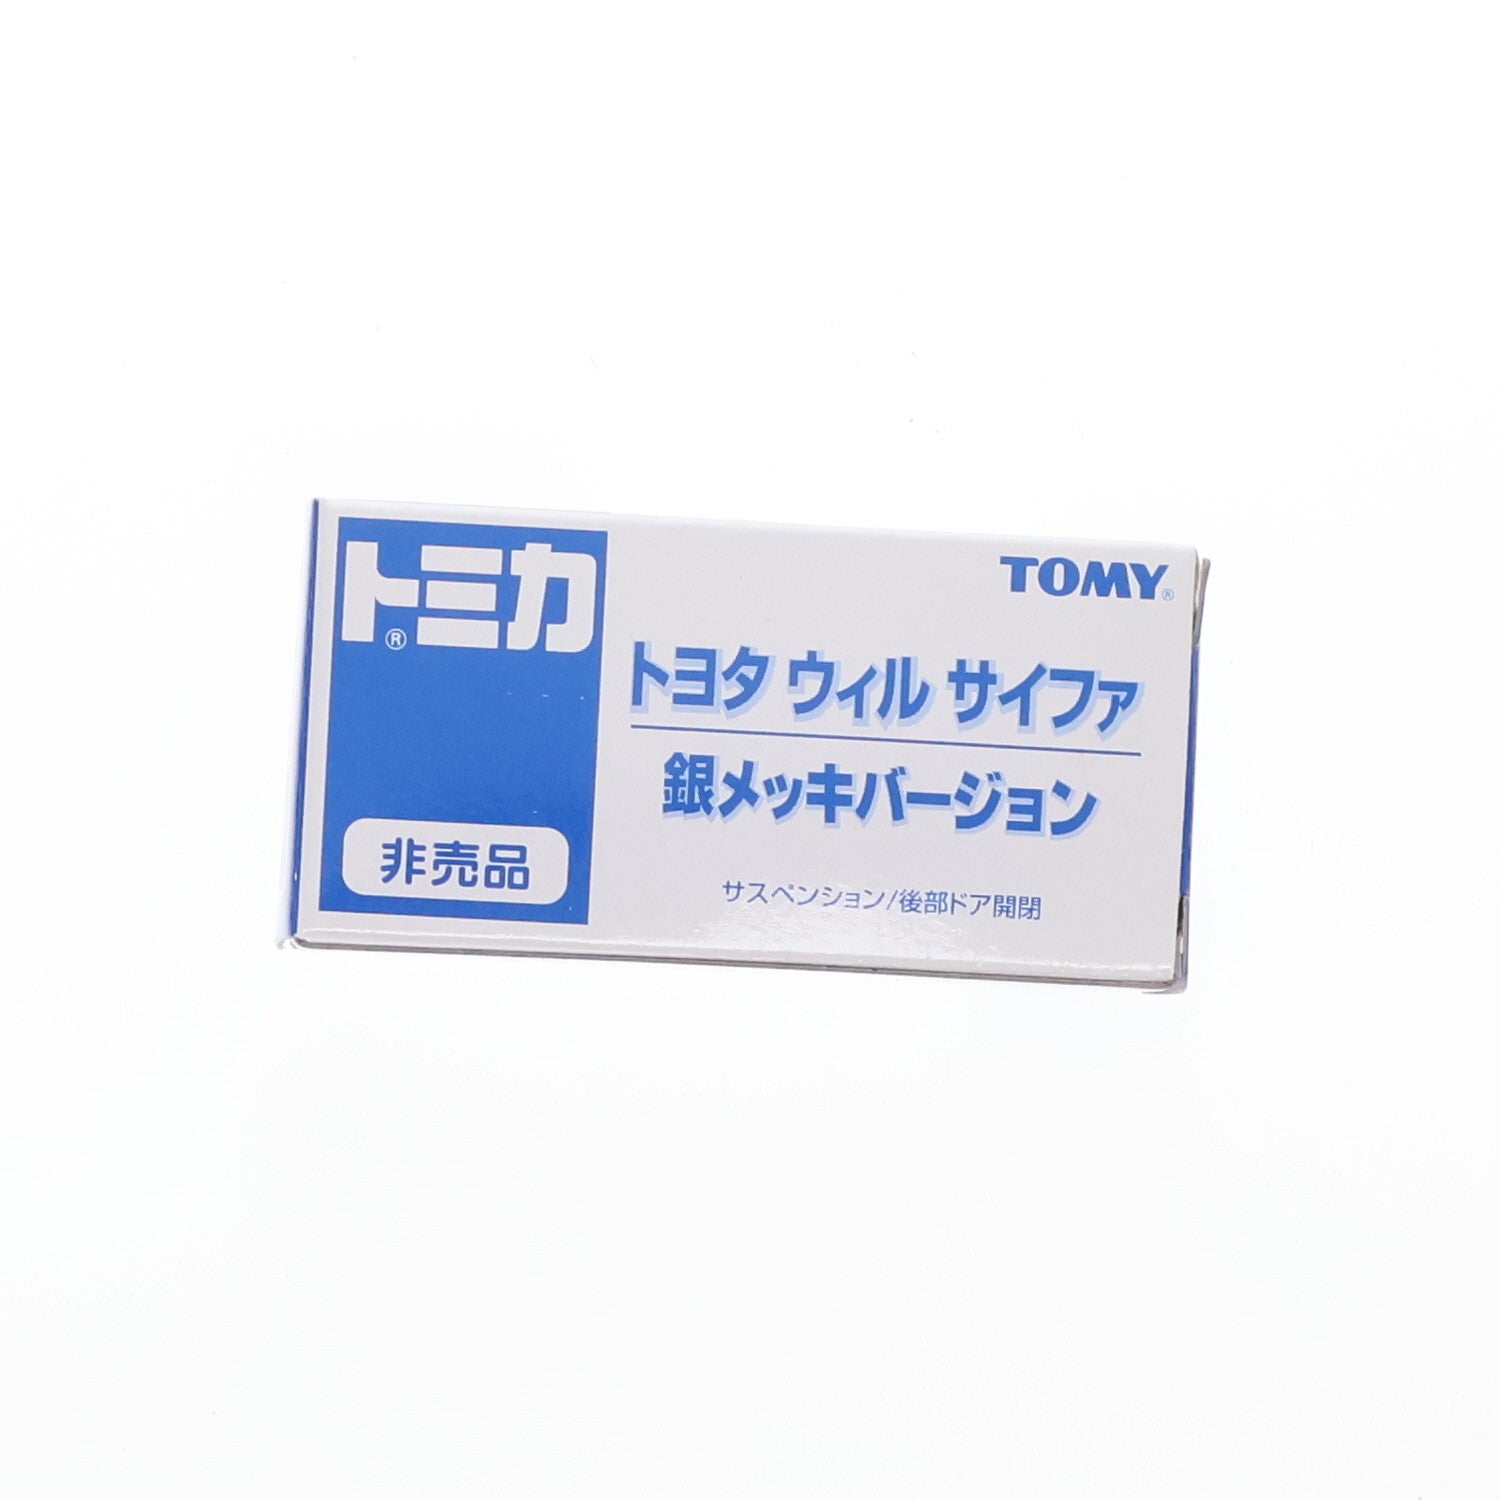 トミカ®
TOMY®
トヨタ ウィル サイファ
銀メッキバージョン
非売品
サスペンション/後部ドア開閉